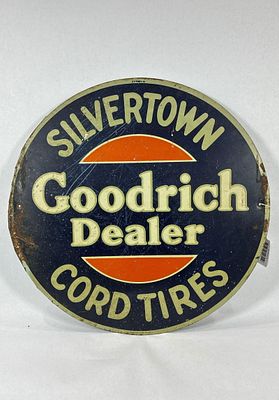 SILVERTOWN
Goodrich
Dealer
CORD TIRES